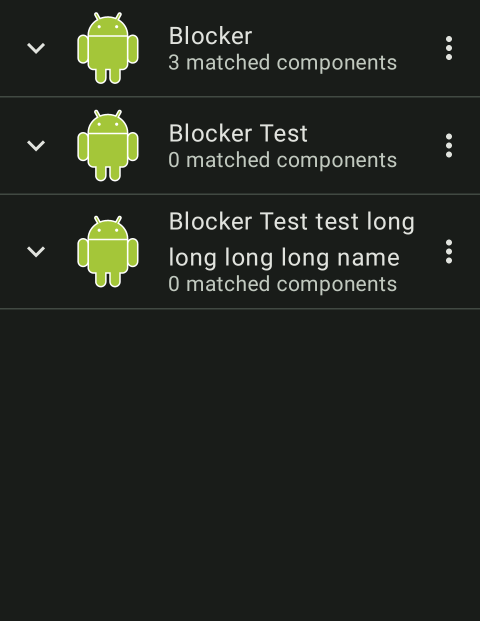 Blocker
3 matched components
Blocker Test
0 matched components
Blocker Test test long
long long long name
0 matched components